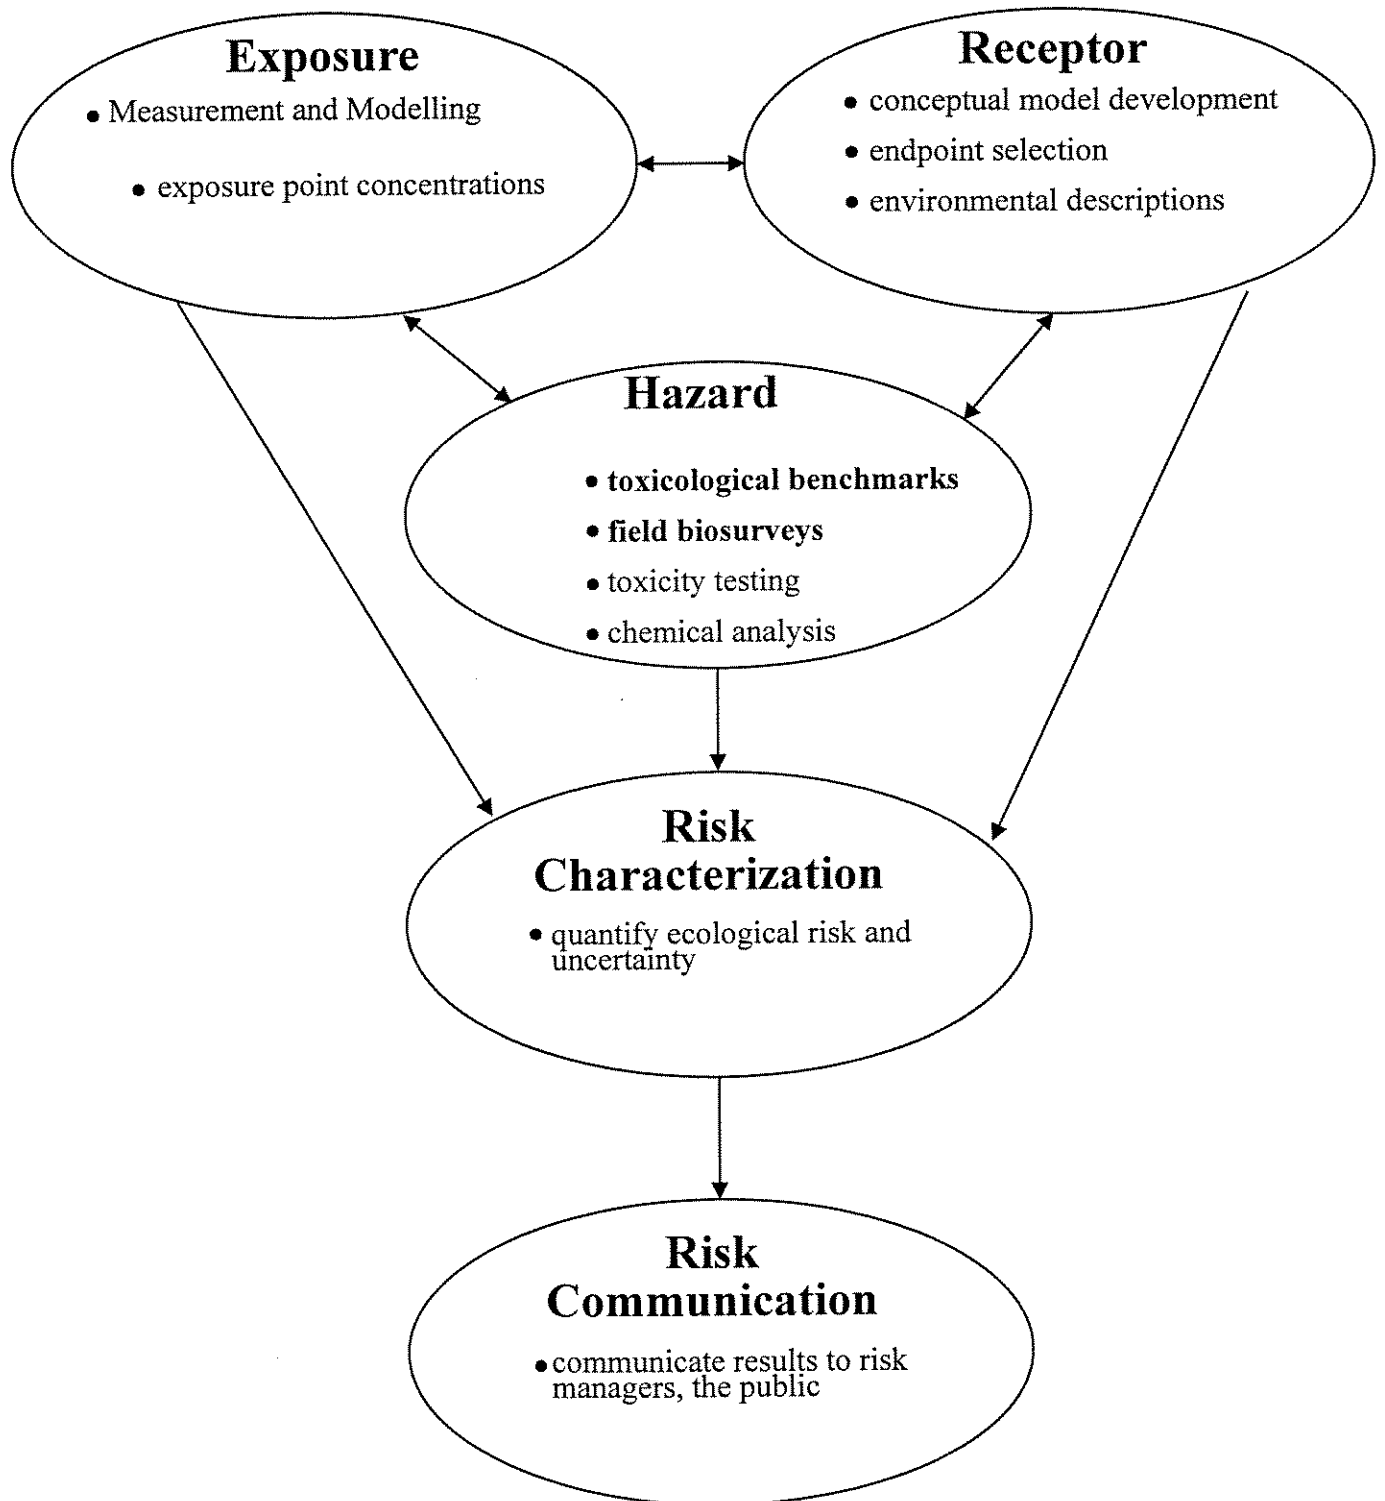 Exposure
• Measurement and Modelling
• exposure point concentrations
Receptor
• conceptual model development
• endpoint selection
• environmental descriptions
Hazard
• toxicological benchmarks
• field biosurveys
• toxicity testing
• chemical analysis
Risk
Characterization
• quantify ecological risk and
uncertainty
Risk
Communication
• communicate results to risk
managers, the public